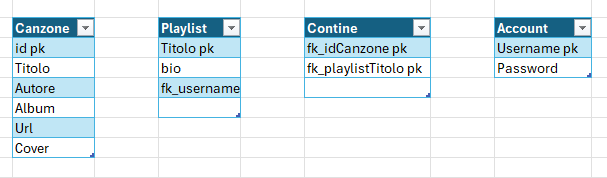 Canzone
id pk
Titolo
Autore
Album
Url
Cover
Playlist
Titolo pk
bio
fk_username
Contine
fk_idCanzone pk
fk_playlistTitolo pk
Account
Username pk
Password